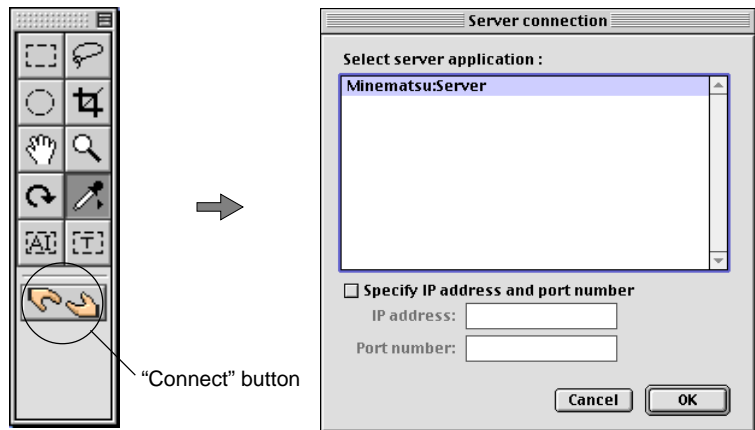 AI
T
“Connect” button
Server connection
Select server application :
Minematsu:Server
Specify IP address and port number
IP address:
Port number:
Cancel
OK